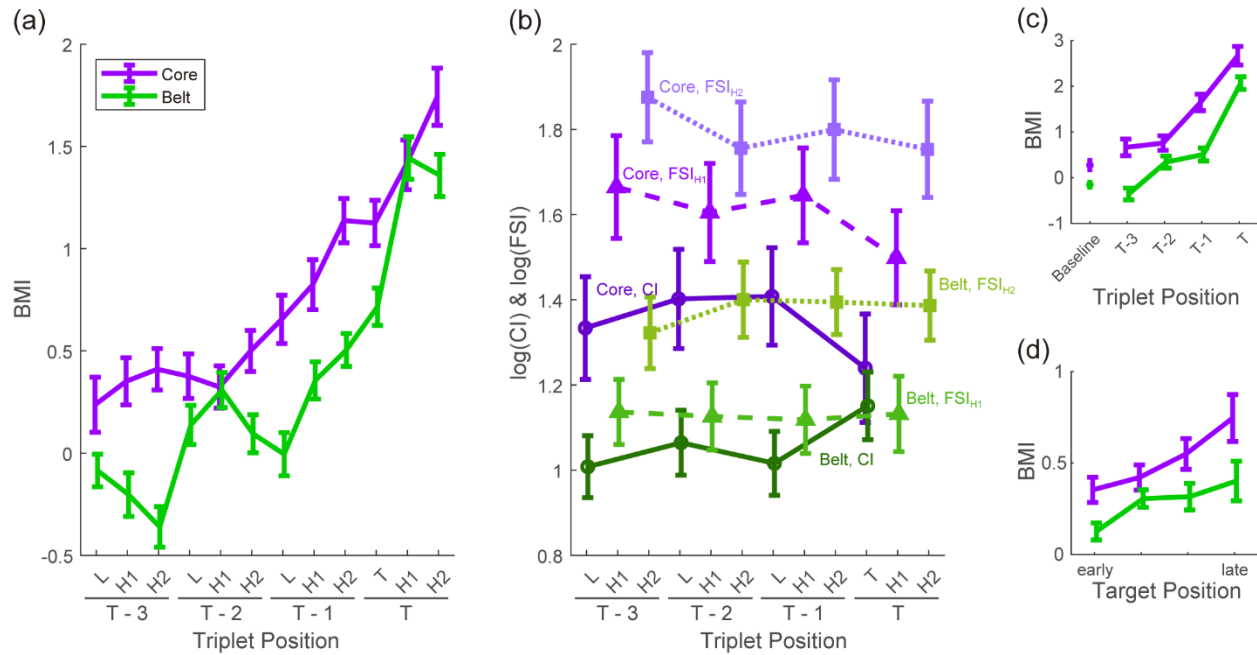 (a)
BMI
2
1.5
1
0.5
0
-0.5
Core
Belt
L H1 H2 L H1 H2 L H1 H2 T H1 H2
T - 3 T - 2 T - 1 T
Triplet Position
(b)
log(CI) & log(FSI)
2
1.8
1.6
1.4
1.2
1
0.8
Core, FSIH2
Core, FSIH1
Core, CI
Belt, FSIH2
Belt, FSIH1
Belt, CI
L H1 H2 L H1 H2 L H1 H2 T H1 H2
T - 3 T - 2 T - 1 T
Triplet Position
(c)
BMI
3
2
1
0
-1
Baseline T-3 T-2 T-1 T
Triplet Position
(d)
BMI
1
0.5
0
early late
Target Position